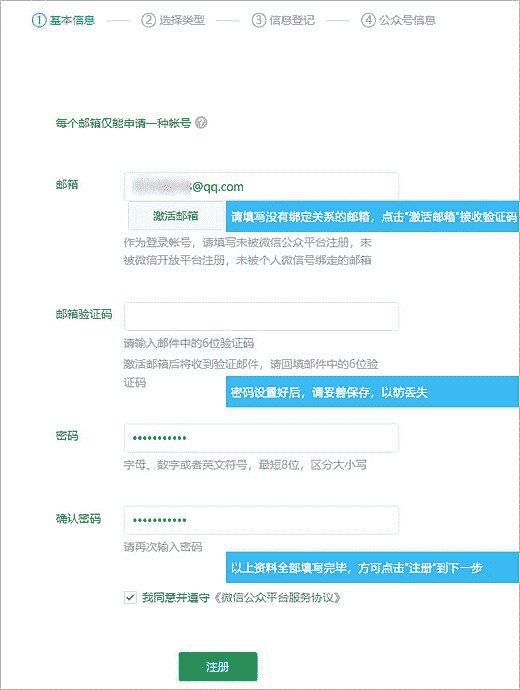 ① 基本信息 ② 选择类型 ③ 信息登记 ④ 公众号信息
每个邮箱仅能申请一种帐号 ?
邮箱
@qq.com
激活邮箱
请填写没有绑定关系的邮箱，点击"激活邮箱"接收验证码
作为登录帐号，请填写未被微信公众平台注册，未
被微信开放平台注册，未被个人微信号绑定的邮箱
邮箱验证码
请输入邮件中的6位验证码
激活邮箱后将收到验证邮件，请回填邮件中的6位验
证码
密码设置好后，请妥善保存，以防丢失
密码
字母、数字或者英文符号，最短8位，区分大小写
确认密码
请再次输入密码
以上资料全部填写完毕，方可点击"注册"到下一步
我同意并遵守《微信公众平台服务协议》
注册